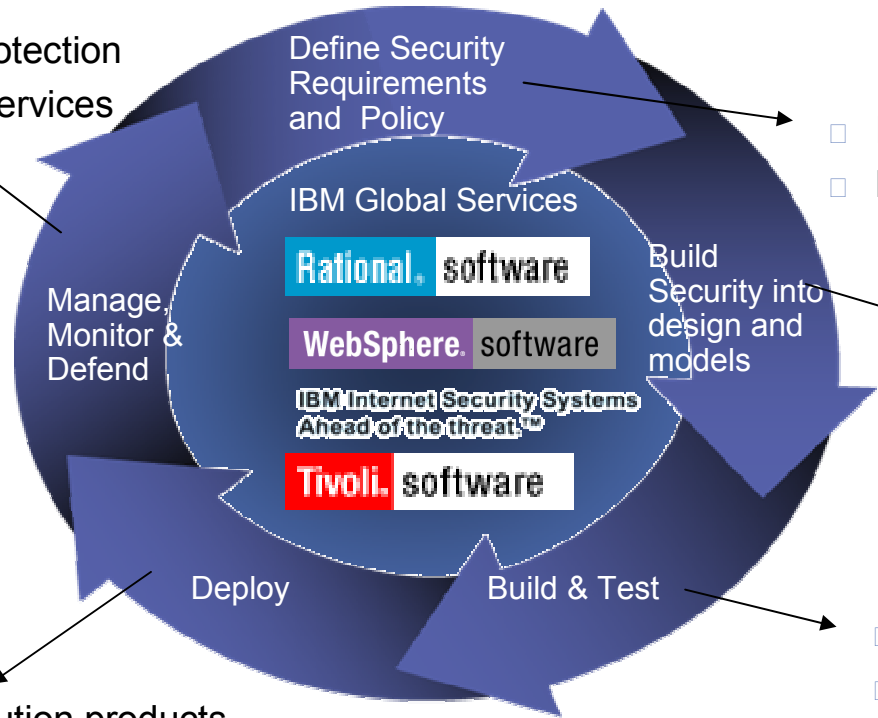 otection
ervices
Define Security
Requirements
and Policy
IBM Global Services
Rational. software
WebSphere. software
IBM Internet Security Systems
Ahead of the threat.™
Tivoli. software
Build
Security into
design and
models
Manage,
Monitor &
Defend
Deploy
Build & Test
ution products